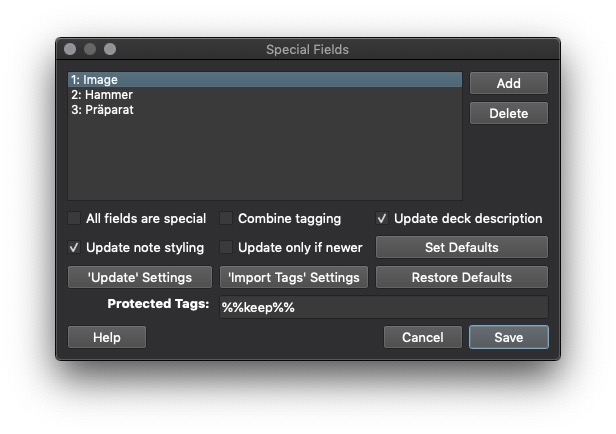 Special Fields
1: Image
2: Hammer
3: Präparat
Add
Delete
All fields are special
Combine tagging
Update deck description
Update note styling
Update only if newer
Set Defaults
'Update' Settings
'Import Tags' Settings
Restore Defaults
Protected Tags:
%%keep%%
Help
Cancel
Save